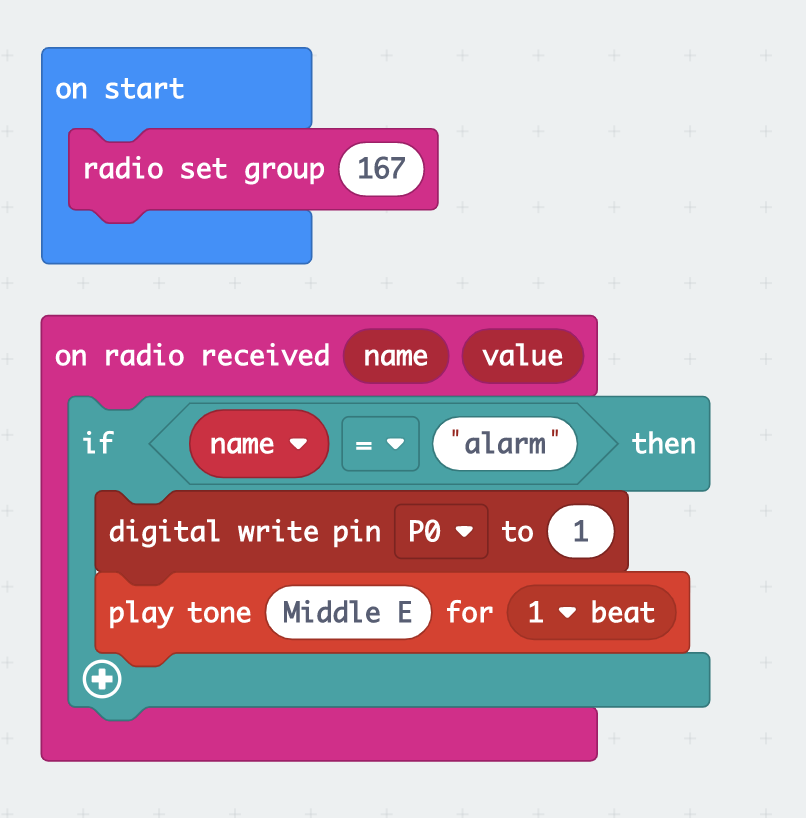 on start
radio set group 167
on radio received name value
if name = "alarm" then
digital write pin P0 to 1
play tone Middle E for 1 beat